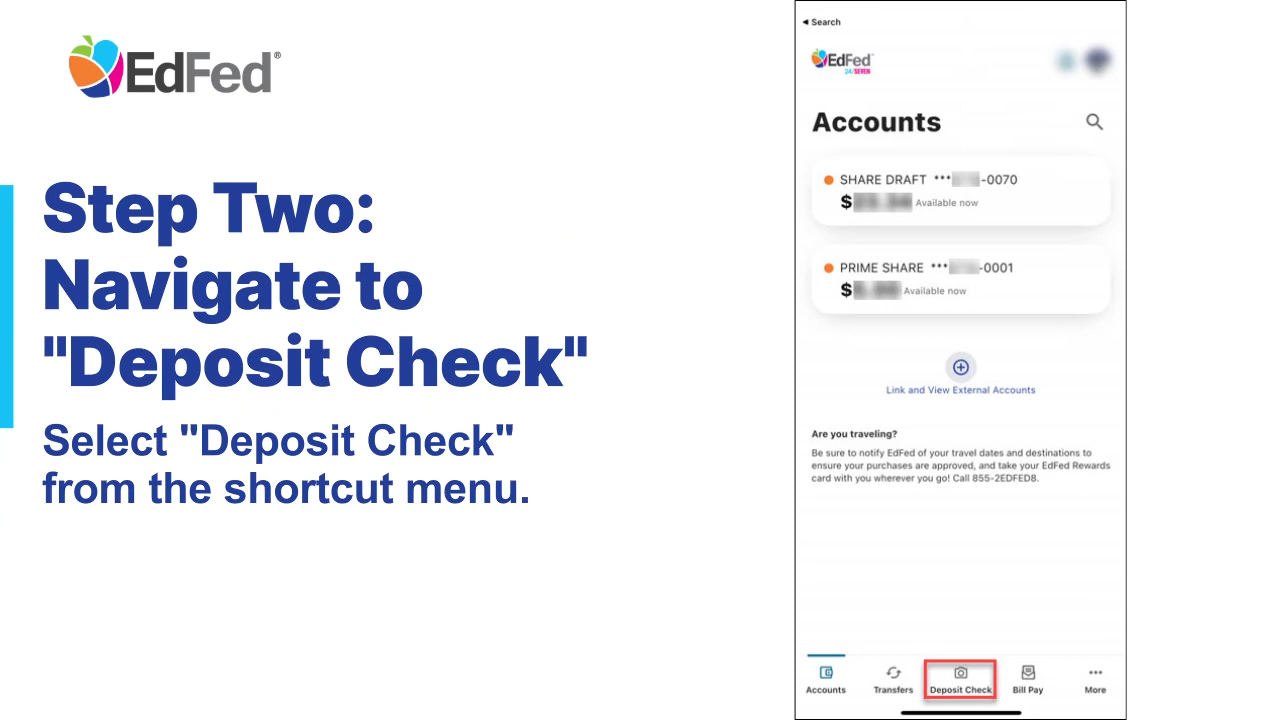 EdFed®
Step Two:
Navigate to
"Deposit Check"
Select "Deposit Check"
from the shortcut menu.
◄ Search
EdFed
24/SEVEN
Accounts
SHARE DRAFT ***-0070
$ Available now
PRIME SHARE ***-0001
$ Available now
Link and View External Accounts
Are you traveling?
Be sure to notify EdFed of your travel dates and destinations to
ensure your purchases are approved, and take your EdFed Rewards
card with you wherever you go! Call 855-2EDFED8.
Accounts Transfers Deposit Check Bill Pay More